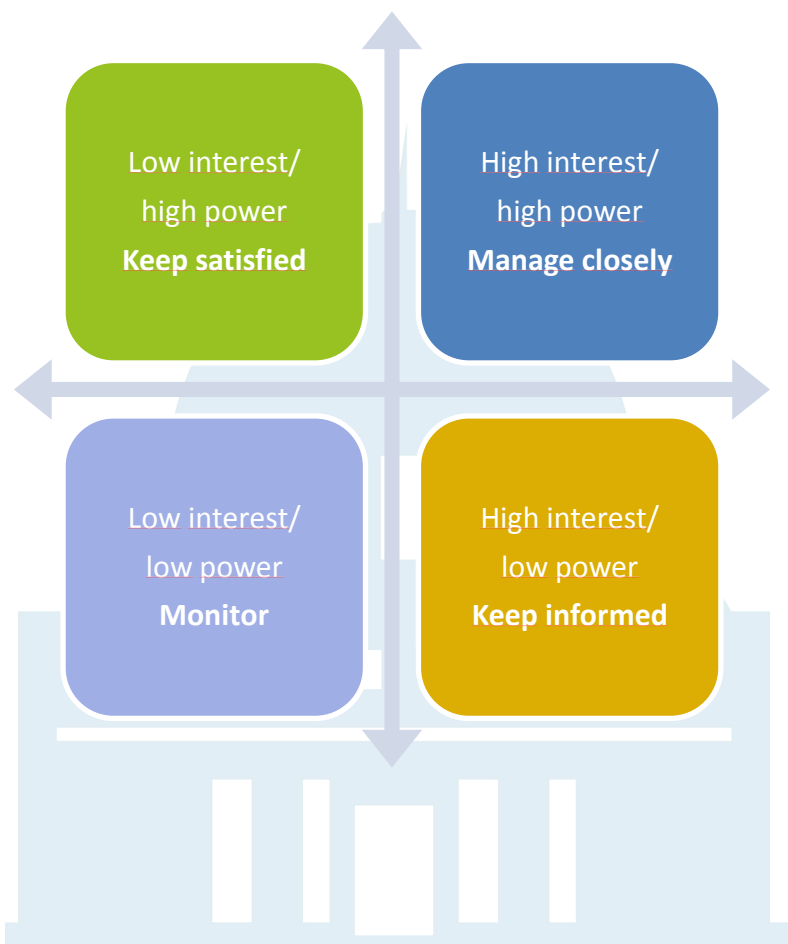 Low interest/
high power
Keep satisfied
High interest/
high power
Manage closely
Low interest/
low power
Monitor
High interest/
low power
Keep informed